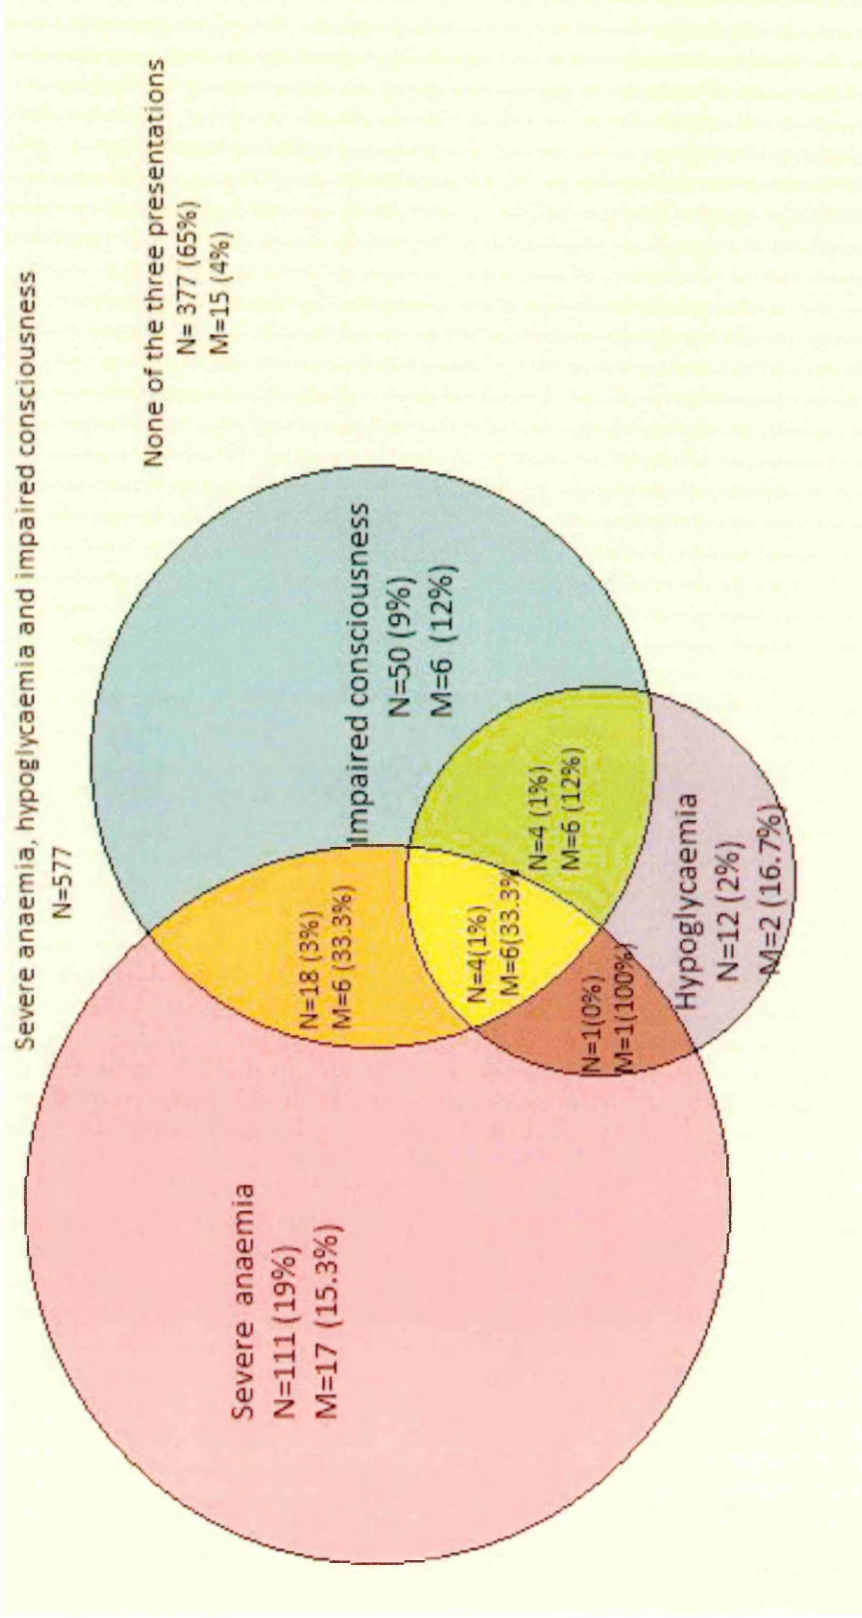 Severe anaemia, hypoglycaemia and impaired consciousness
N=577
None of the three presentations
N= 377 (65%)
M=15 (4%)
Severe anaemia
N=111 (19%)
M=17 (15.3%)
N=18 (3%)
M=6 (33.3%)
Impaired consciousness
N=50 (9%)
M=6 (12%)
N=4(1%)
M=6(33.3%
N=4 (1%)
M=6 (12%)
N=1(0%)
M=1(100%)
Hypoglycaemia
N=12 (2%)
M=2 (16.7%)